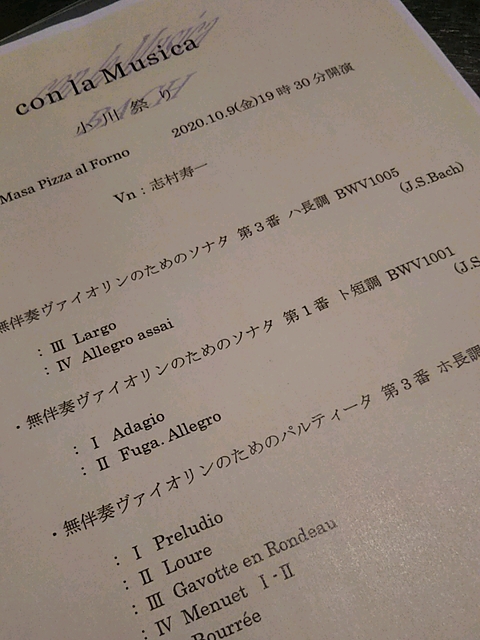 con la Musica
小川祭り
2020.10.9(金)19時30分開演
Masa Pizza al Forno
Vn：志村寿一
無伴奏ヴァイオリンのためのソナタ 第3番 ハ長調 BWV1005
(J.S.Bach)
：Ⅲ Largo
：Ⅳ Allegro assai
・無伴奏ヴァイオリンのためのソナタ 第1番 ト短調 BWV1001
(J.S
：Ⅰ Adagio
：Ⅱ Fuga. Allegro
・無伴奏ヴァイオリンのためのパルティータ 第3番 ホ長調
：Ⅰ Preludio
：Ⅱ Loure
：Ⅲ Gavotte en Rondeau
：Ⅳ Menuet Ⅰ-Ⅱ
Bourrée